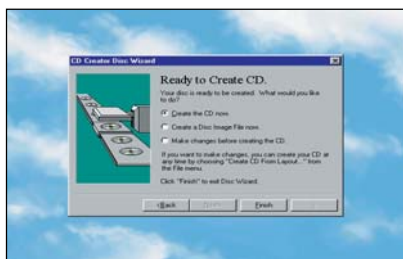 CD Creator Disc Wizard
Ready to Create CD.
Your disc is ready to be created. What would you like
to do?
Create the CD now.
Create a Disc Image File now.
Make changes before creating the CD.
If you want to make changes, you can create your CD at
any time by choosing "Create CD From Layout..." from
the File menu.
Click "Finish" to exit Disc Wizard.
<Back
Finish